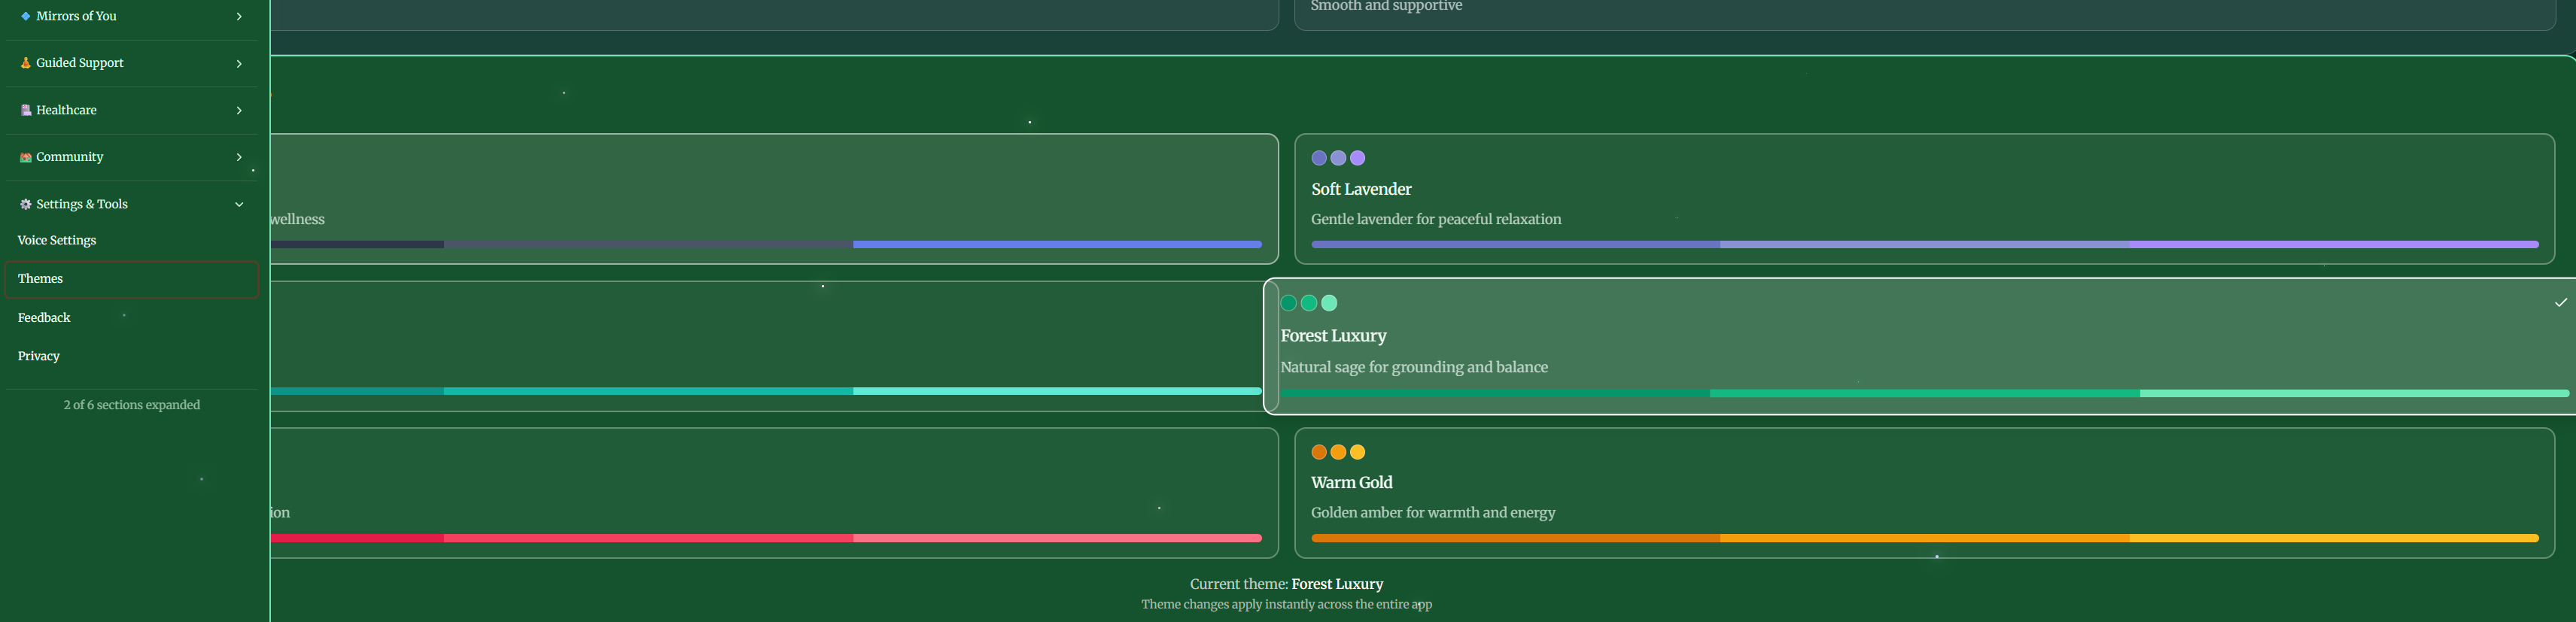 Mirrors of You
Guided Support
Healthcare
Community
Settings & Tools
Voice Settings
Themes
Feedback
Privacy
2 of 6 sections expanded
Smooth and supportive
wellness
Soft Lavender
Gentle lavender for peaceful relaxation
Forest Luxury
Natural sage for grounding and balance
ion
Warm Gold
Golden amber for warmth and energy
Current theme: Forest Luxury
Theme changes apply instantly across the entire app